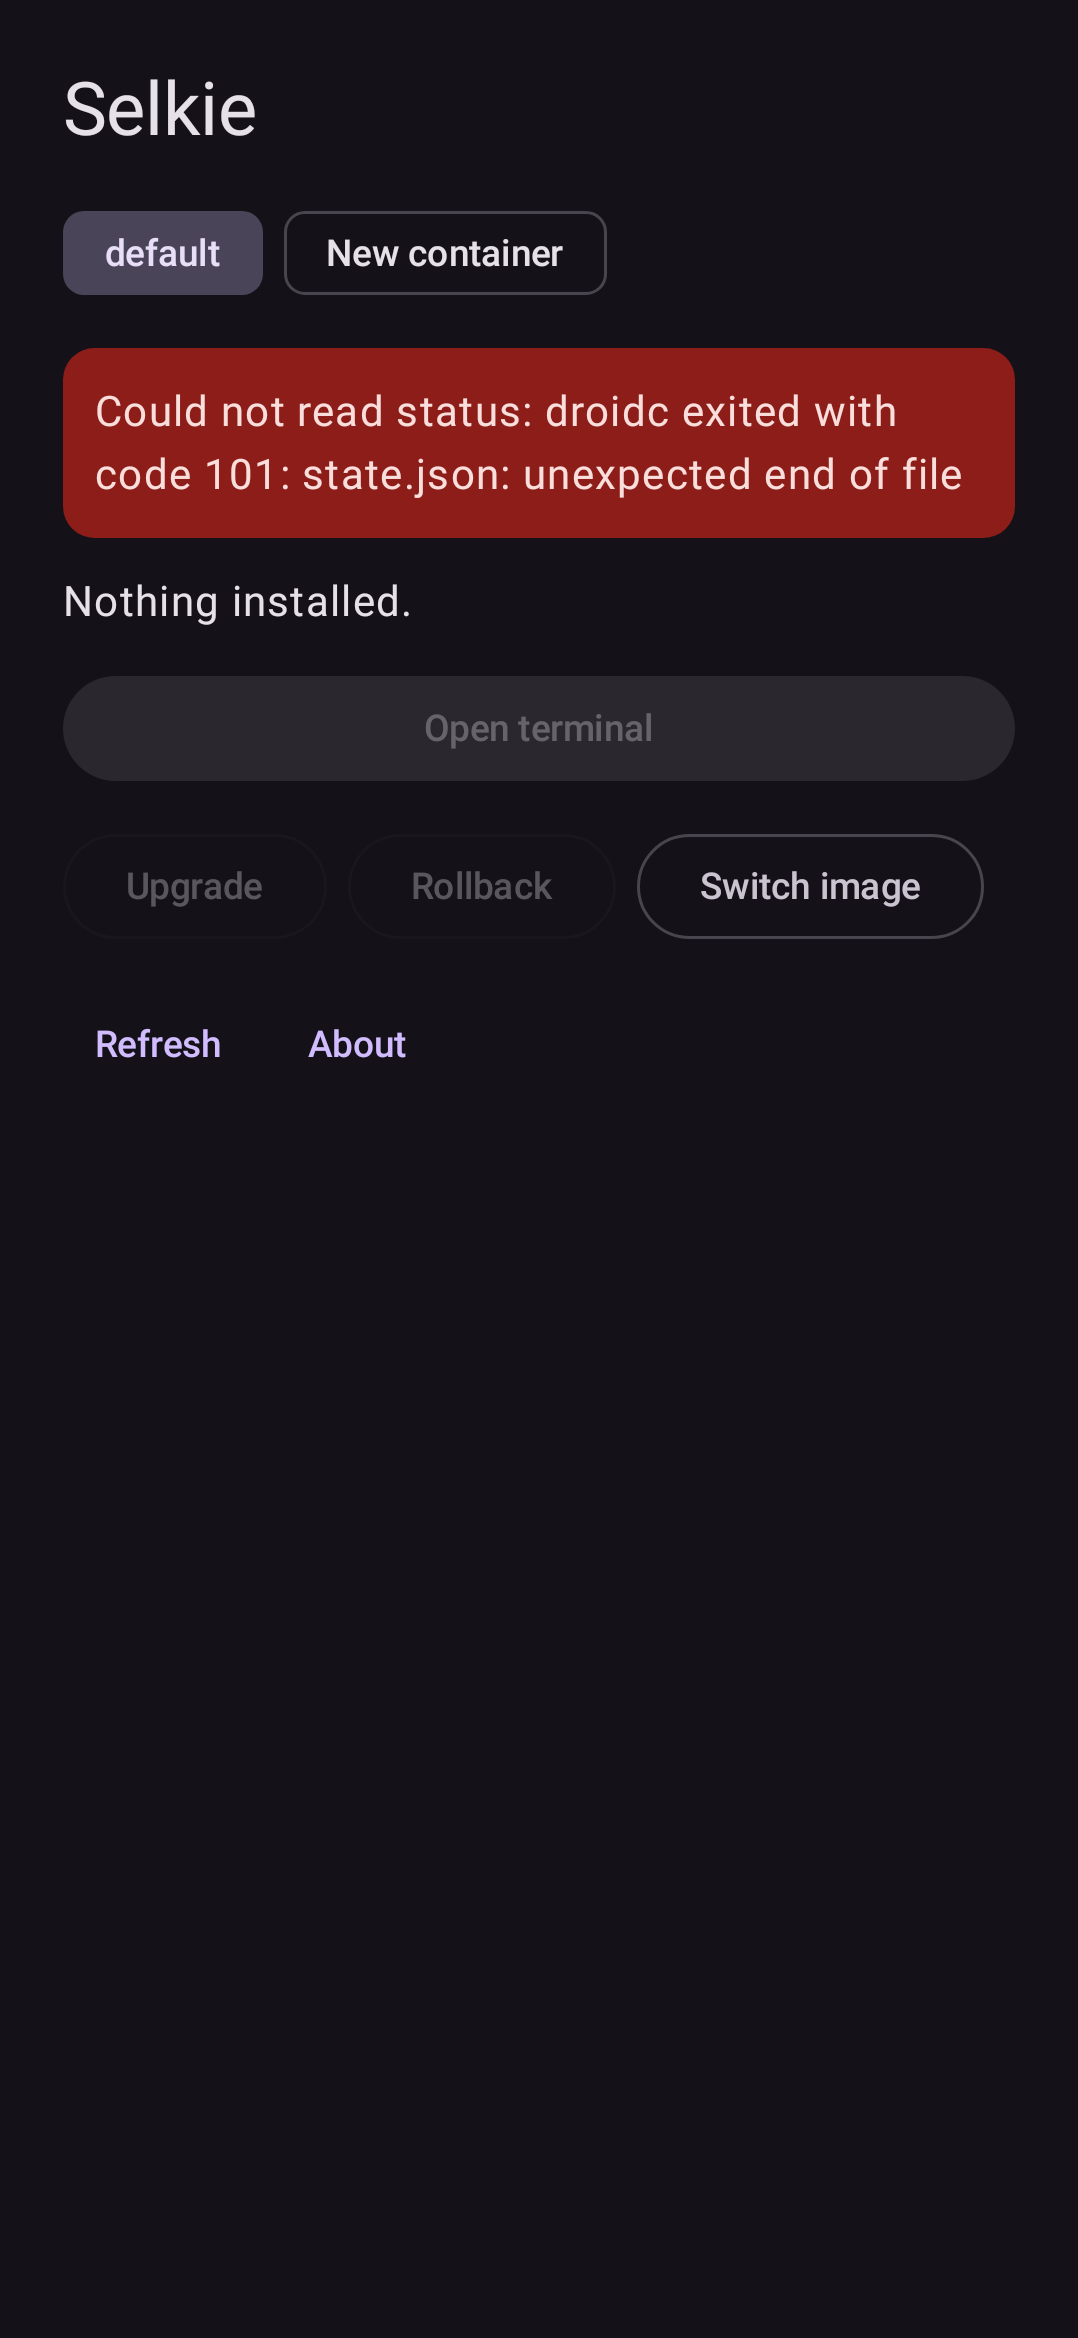 Selkie
default New container
Could not read status: droidc exited with
code 101: state.json: unexpected end of file
Nothing installed.
Open terminal
Upgrade Rollback Switch image
Refresh About